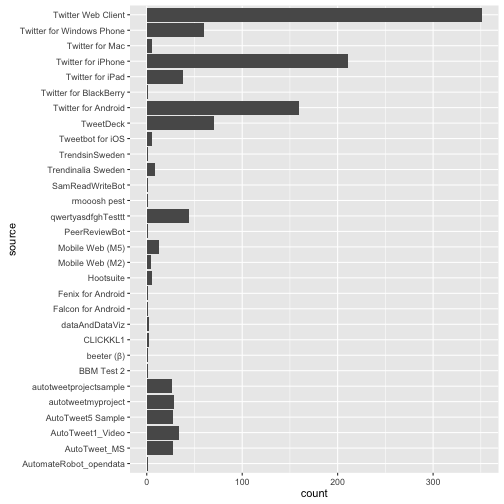 Twitter Web Client
Twitter for Windows Phone
Twitter for Mac
Twitter for iPhone
Twitter for iPad
Twitter for BlackBerry
Twitter for Android
TweetDeck
Tweetbot for iOS
TrendsinSweden
Trendinalia Sweden
SamReadWriteBot
rmooosh pest
qwertyasdfghTesttt
PeerReviewBot
Mobile Web (M5)
Mobile Web (M2)
Hootsuite
Fenix for Android
Falcon for Android
dataAndDataViz
CLICKKL1
beeter (β)
BBM Test 2
autotweetprojectsample
autotweetmyproject
AutoTweet5 Sample
AutoTweet1_Video
AutoTweet_MS
AutomateRobot_opendata
source
0 100 200 300
count